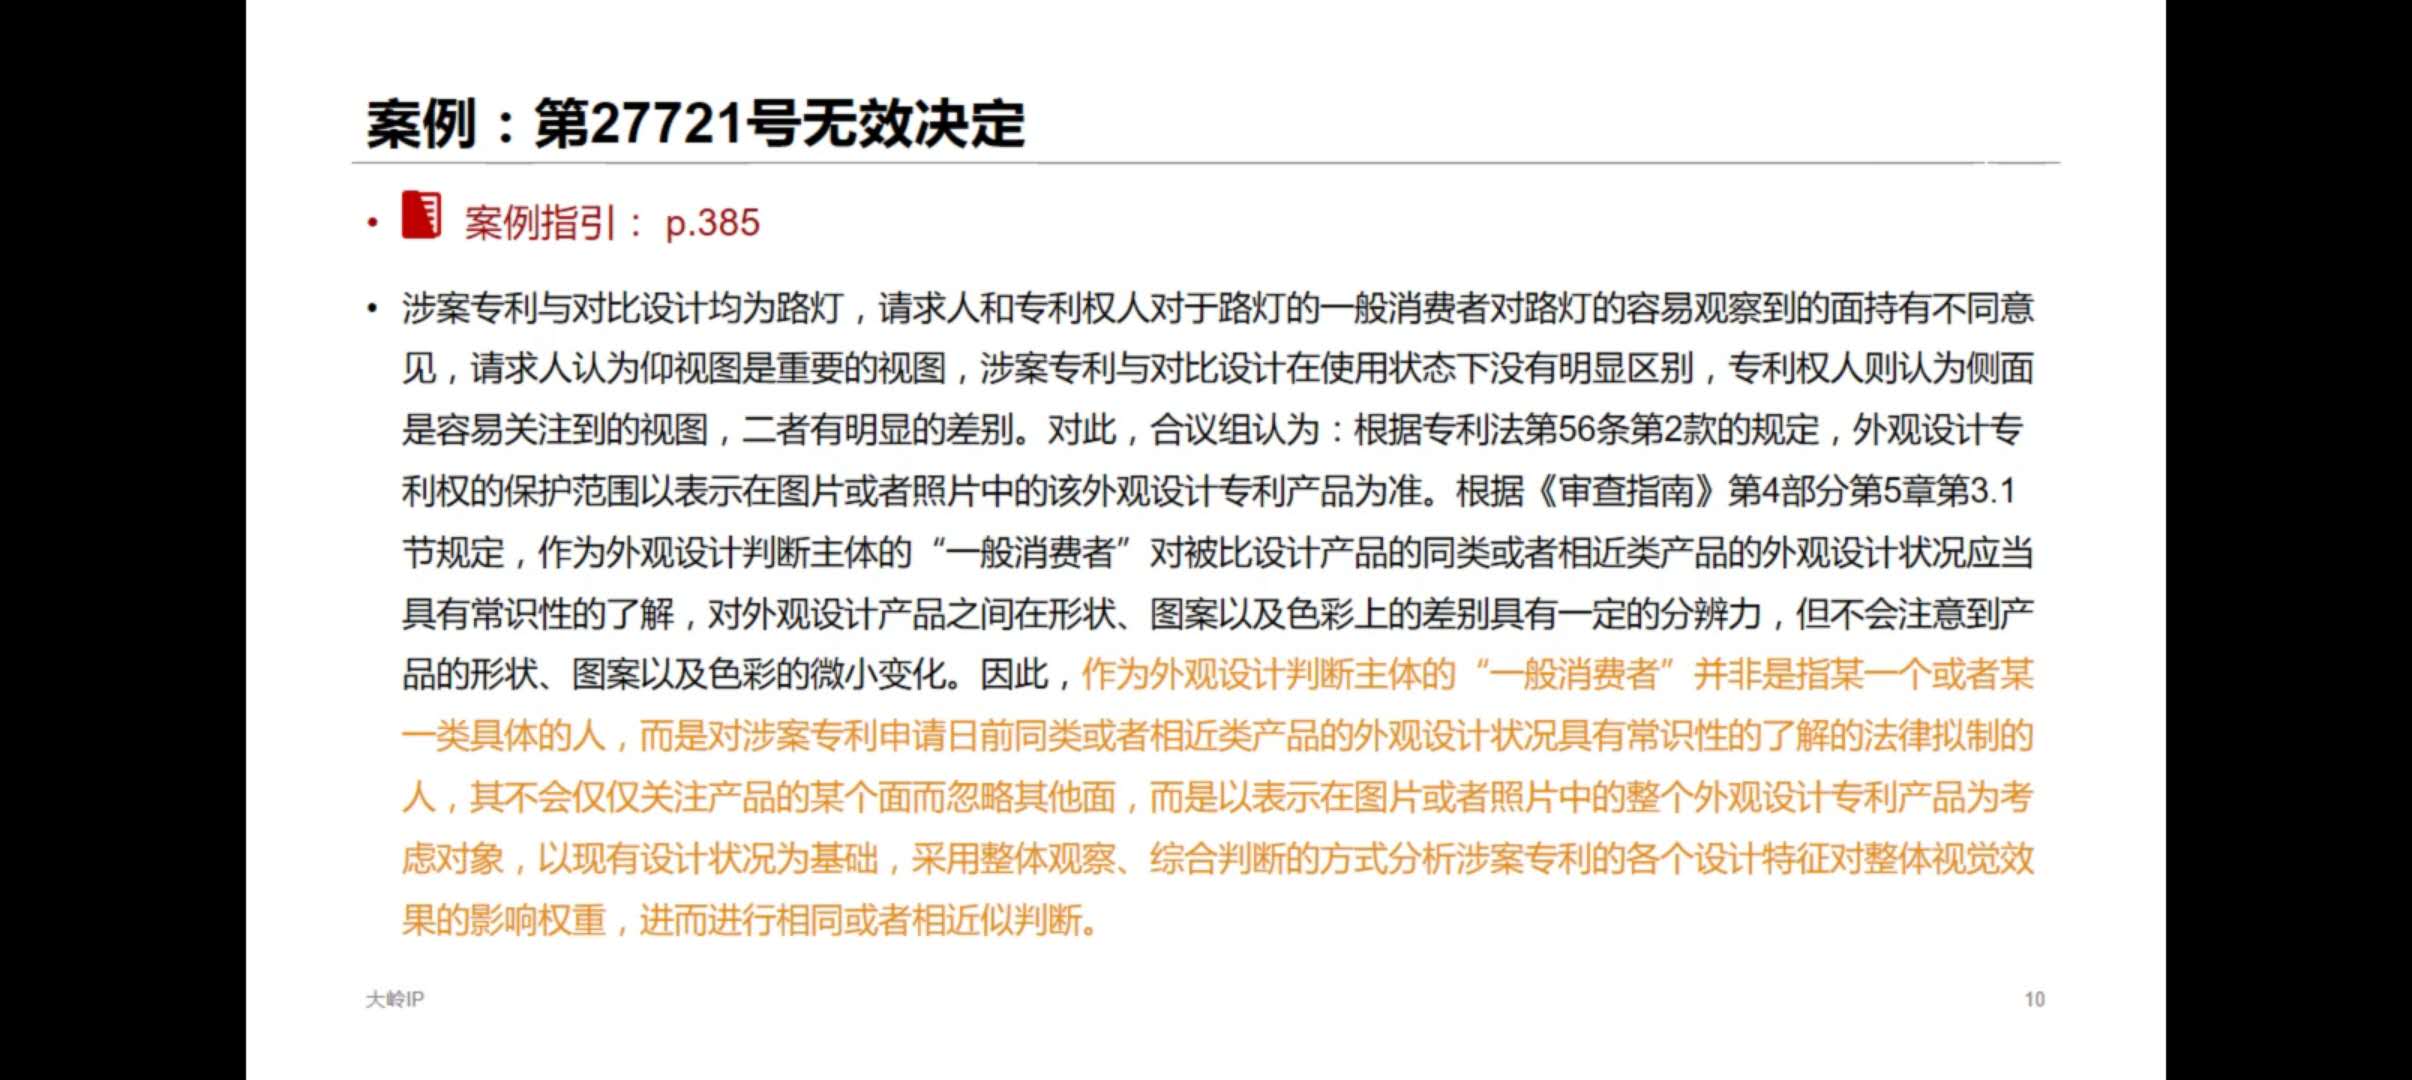 案例：第27721号无效决定
• 案例指引： p.385
• 涉案专利与对比设计均为路灯，请求人和专利权人对于路灯的一般消费者对路灯的容易观察到的面持有不同意
见，请求人认为仰视图是重要的视图，涉案专利与对比设计在使用状态下没有明显区别，专利权人则认为侧面
是容易关注到的视图，二者有明显的差别。对此，合议组认为：根据专利法第56条第2款的规定，外观设计专
利权的保护范围以表示在图片或者照片中的该外观设计专利产品为准。根据《审查指南》第4部分第5章第3.1
节规定，作为外观设计判断主体的“一般消费者”对被比设计产品的同类或者相近类产品的外观设计状况应当
具有常识性的了解，对外观设计产品之间在形状、图案以及色彩上的差别具有一定的分辨力，但不会注意到产
品的形状、图案以及色彩的微小变化。因此，作为外观设计判断主体的“一般消费者”并非是指某一个或者某
一类具体的人，而是对涉案专利申请日前同类或者相近类产品的外观设计状况具有常识性的了解的法律拟制的
人，其不会仅仅关注产品的某个面而忽略其他面，而是以表示在图片或者照片中的整个外观设计专利产品为考
虑对象，以现有设计状况为基础，采用整体观察、综合判断的方式分析涉案专利的各个设计特征对整体视觉效
果的影响权重，进而进行相同或者相近似判断。
大岭IP
10